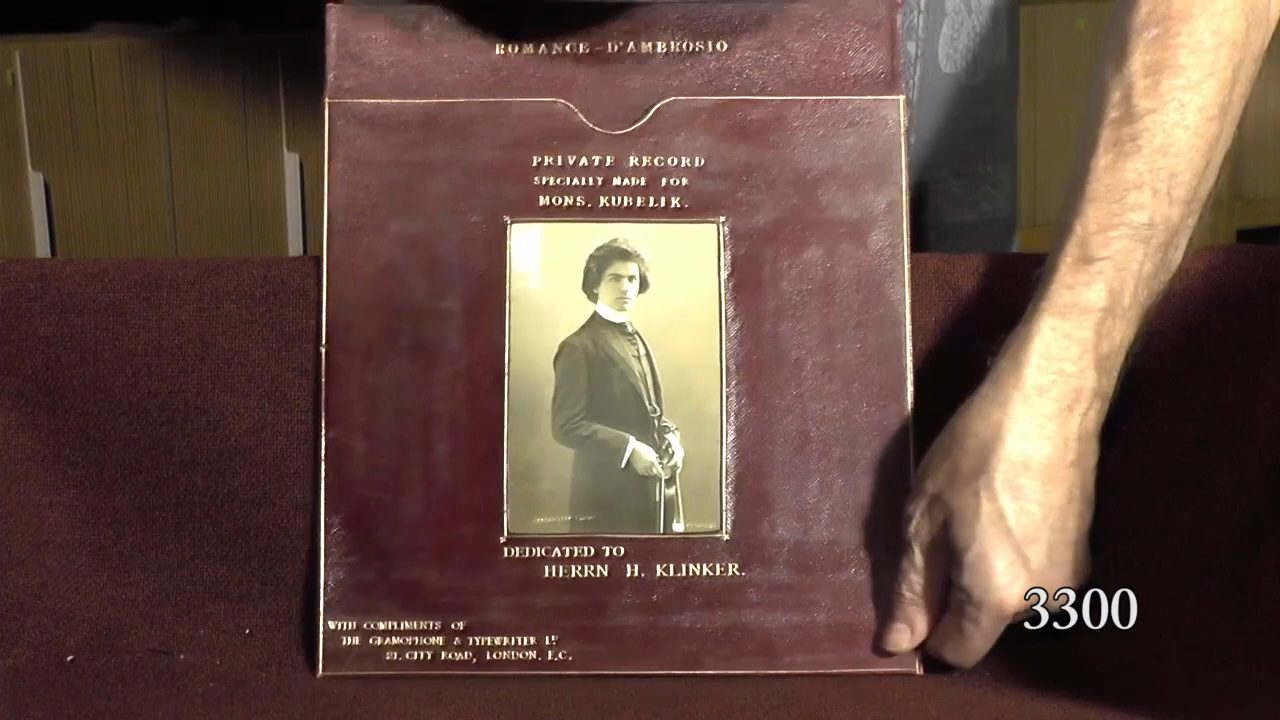 ROMANCE - D'AMBROSIO
PRIVATE RECORD
SPECIALLY MADE FOR
MONS. KUBELIK.
DEDICATED TO
HERRN H. KLINKER.
WITH COMPLIMENTS OF
THE GRAMOPHONE & TYPEWRITER LD
21, CITY ROAD, LONDON, E.C.
3300